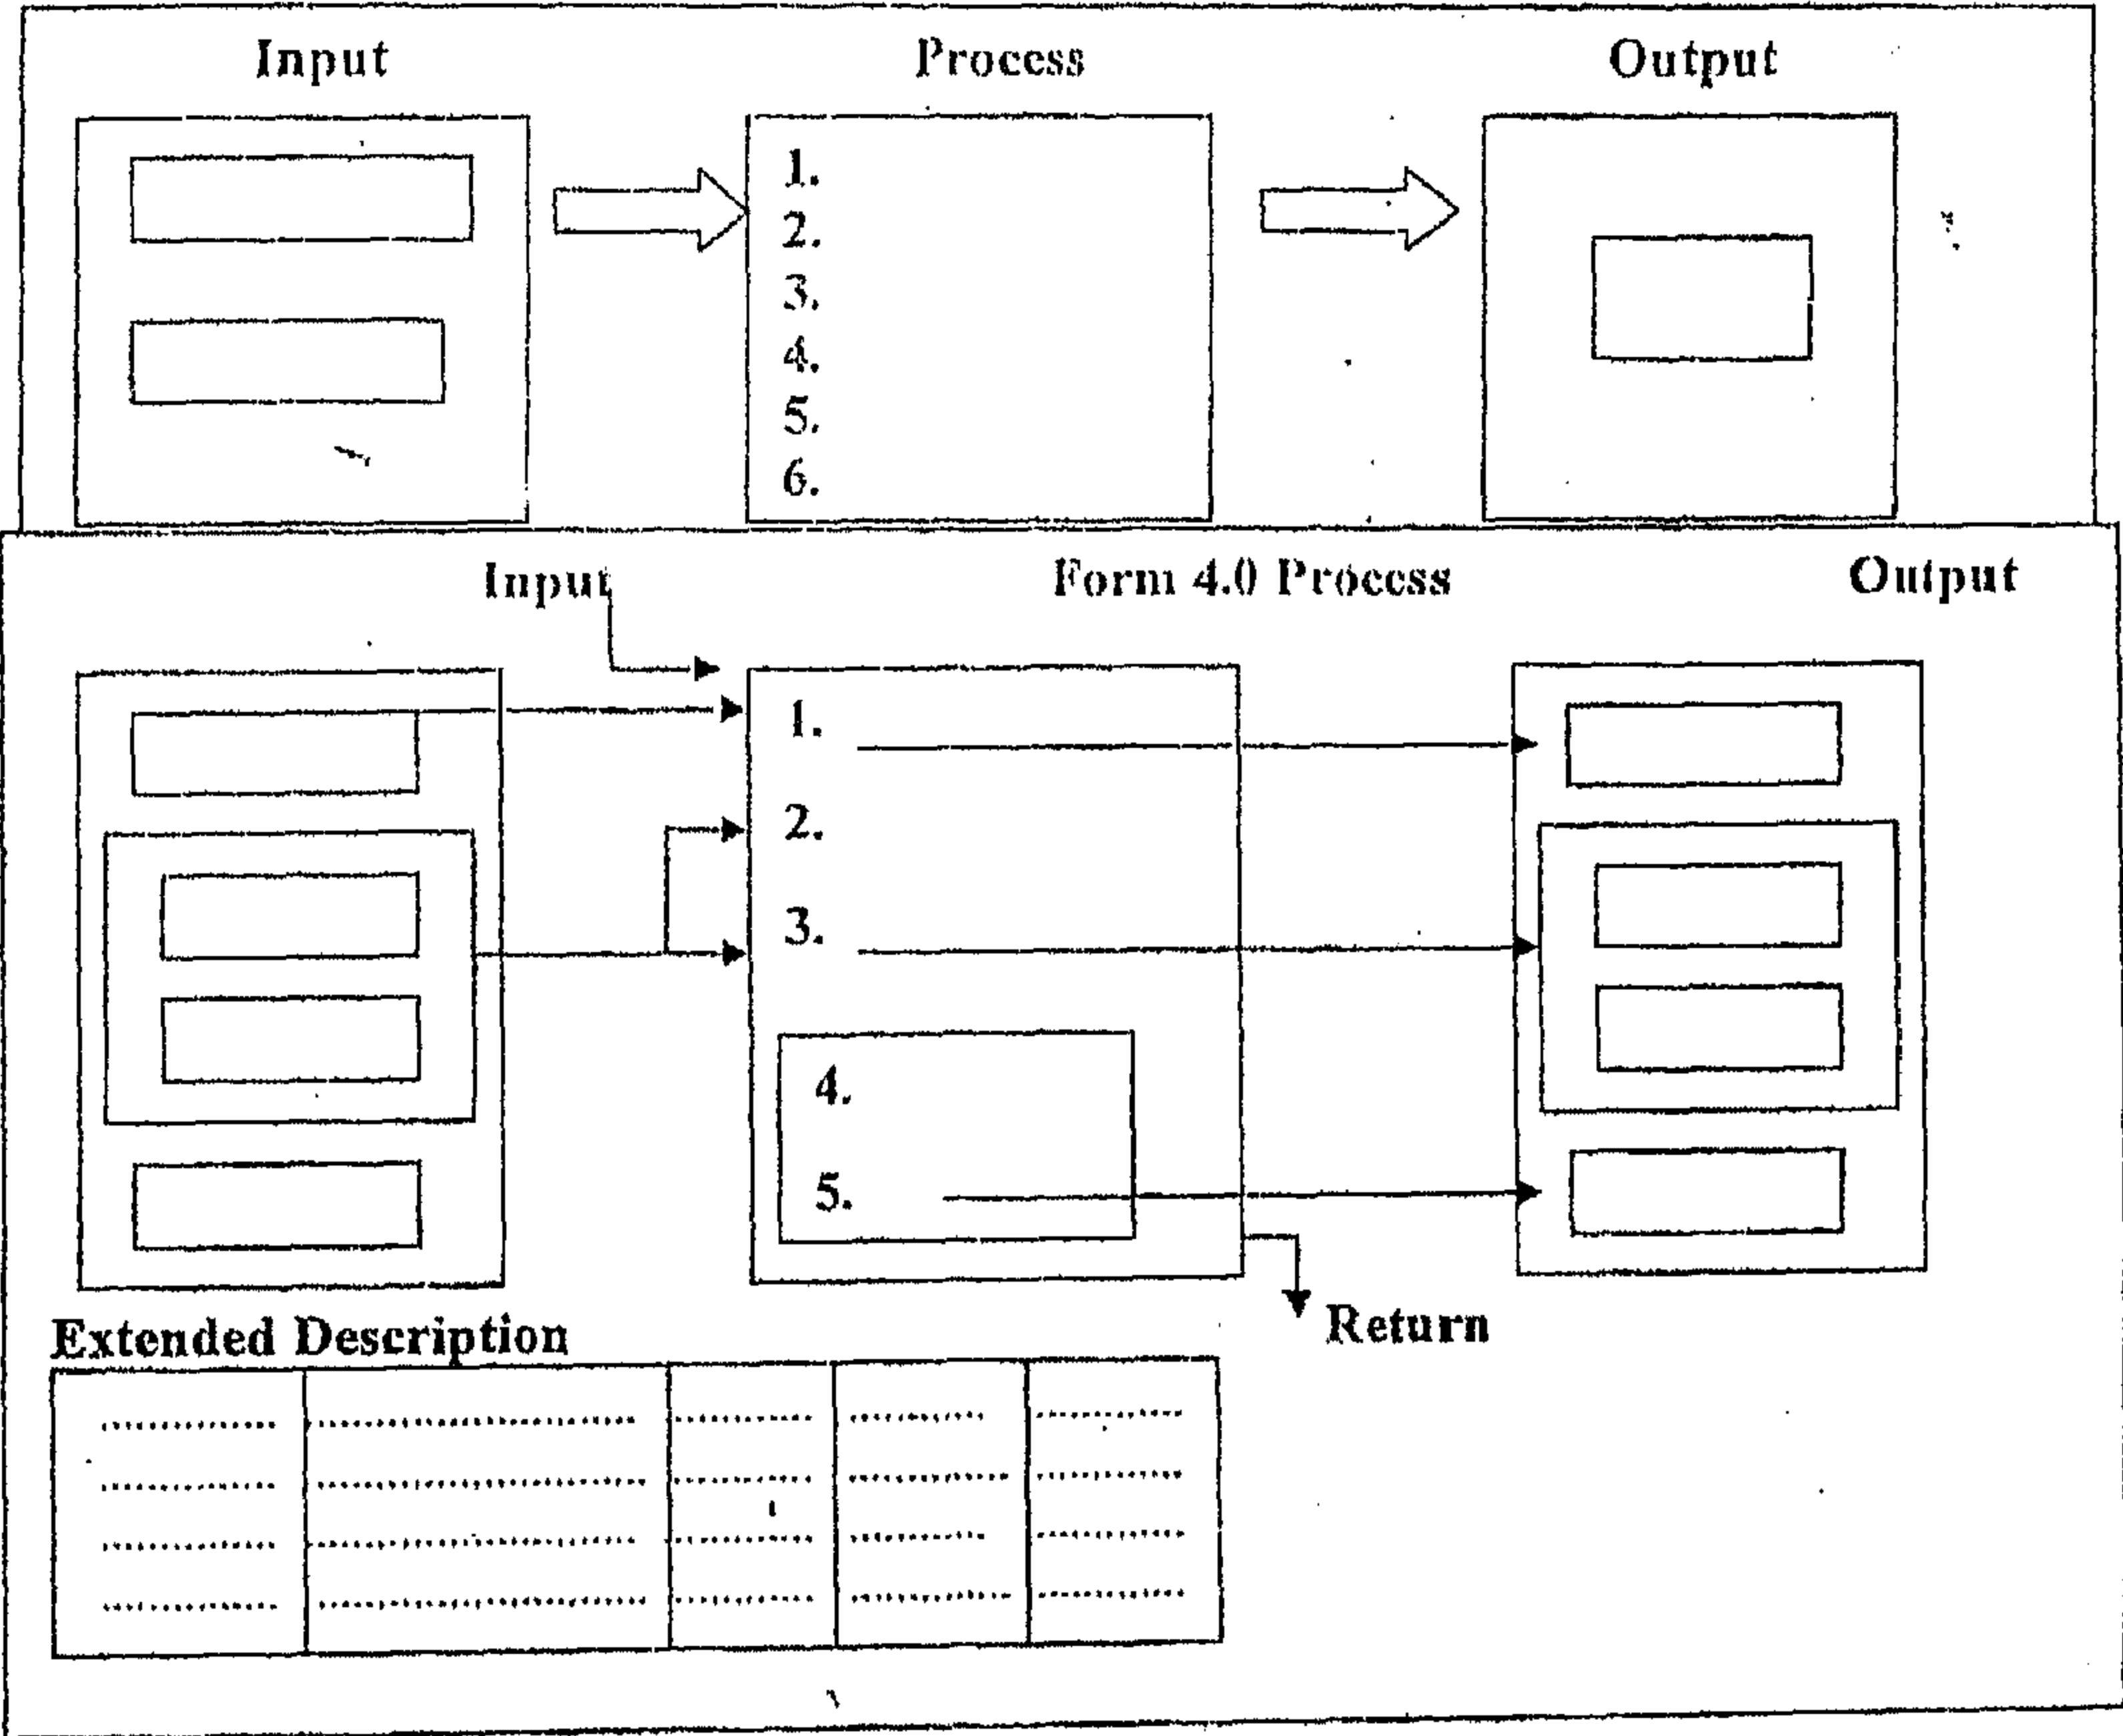 Input Process Output
1.
2.
3.
4.
5.
6.
Input Form 4.0 Process Output
1.
2.
3.
4.
5.
Return
Extended Description